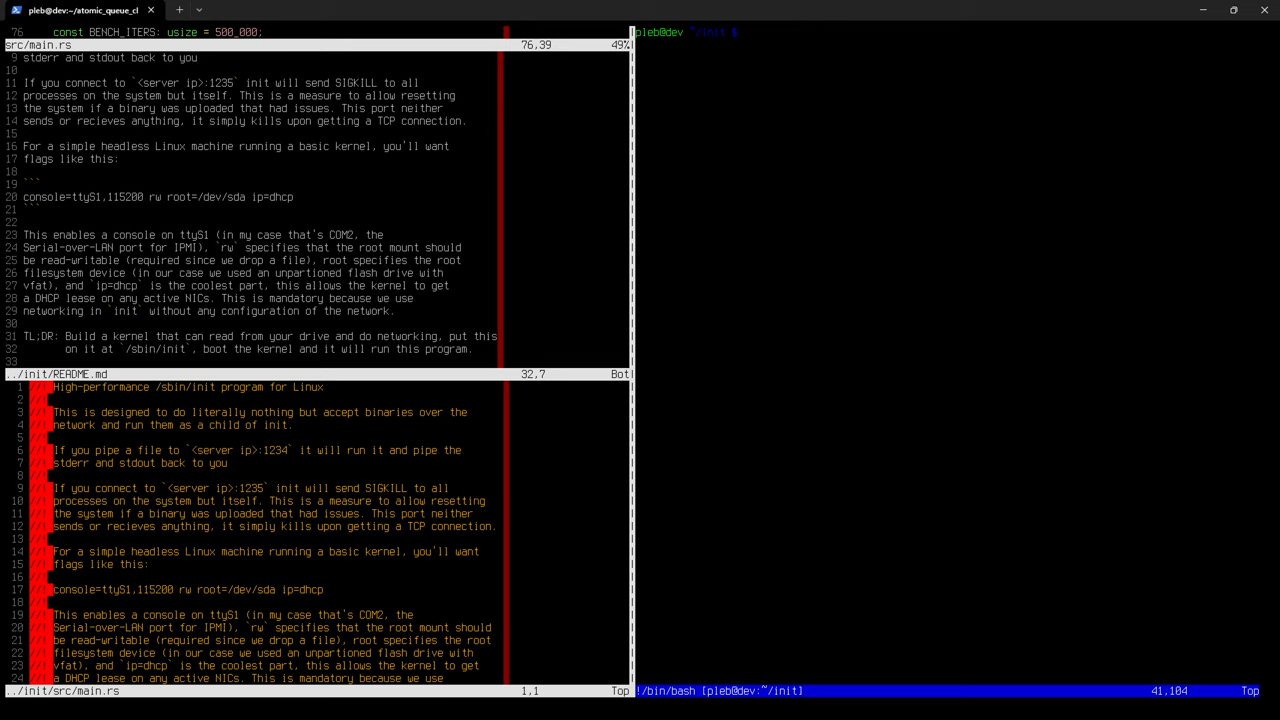 pleb@dev:~/atomic_queue_cl
76 const BENCH_ITERS: usize = 500_000;
src/main.rs 76,39 49%
9 stderr and stdout back to you
10
11 If you connect to `<server ip>:1235` init will send SIGKILL to all
12 processes on the system but itself. This is a measure to allow resetting
13 the system if a binary was uploaded that had issues. This port neither
14 sends or recieves anything, it simply kills upon getting a TCP connection.
15
16 For a simple headless Linux machine running a basic kernel, you'll want
17 flags like this:
18
19 ```
20 console=ttyS1,115200 rw root=/dev/sda ip=dhcp
21 ```
22
23 This enables a console on ttyS1 (in my case that's COM2, the
24 Serial-over-LAN port for IPMI), `rw` specifies that the root mount should
25 be read-writable (required since we drop a file), root specifies the root
26 filesystem device (in our case we used an unpartioned flash drive with
27 vfat), and `ip=dhcp` is the coolest part, this allows the kernel to get
28 a DHCP lease on any active NICs. This is mandatory because we use
29 networking in `init` without any configuration of the network.
30
31 TL;DR: Build a kernel that can read from your drive and do networking, put this
32 on it at `/sbin/init`, boot the kernel and it will run this program.
33
../init/README.md 32,7 Bot
1 //! High-performance /sbin/init program for Linux
2 //!
3 //! This is designed to do literally nothing but accept binaries over the
4 //! network and run them as a child of init.
5 //!
6 //! If you pipe a file to `<server ip>:1234` it will run it and pipe the
7 //! stderr and stdout back to you
8 //!
9 //! If you connect to `<server ip>:1235` init will send SIGKILL to all
10 //! processes on the system but itself. This is a measure to allow resetting
11 //! the system if a binary was uploaded that had issues. This port neither
12 //! sends or recieves anything, it simply kills upon getting a TCP connection.
13 //!
14 //! For a simple headless Linux machine running a basic kernel, you'll want
15 //! flags like this:
16 //!
17 //! console=ttyS1,115200 rw root=/dev/sda ip=dhcp
18 //!
19 //! This enables a console on ttyS1 (in my case that's COM2, the
20 //! Serial-over-LAN port for IPMI), `rw` specifies that the root mount should
21 //! be read-writable (required since we drop a file), root specifies the root
22 //! filesystem device (in our case we used an unpartioned flash drive with
23 //! vfat), and `ip=dhcp` is the coolest part, this allows the kernel to get
24 //! a DHCP lease on any active NICs. This is mandatory because we use
../init/src/main.rs 1,1 Top
pleb@dev ~/init $
!/bin/bash [pleb@dev:~/init] 41,104 Top